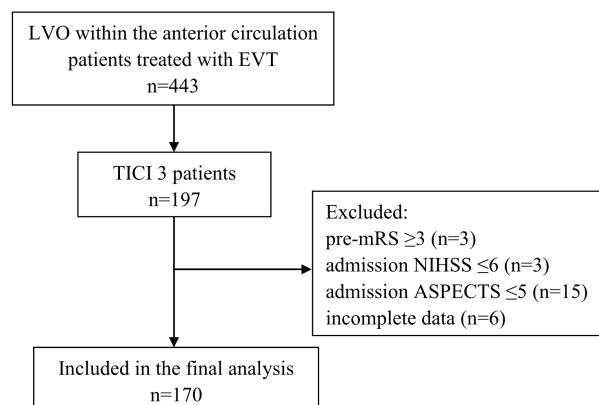 LVO within the anterior circulation
patients treated with EVT
n=443
TICI 3 patients
n=197
Excluded:
pre-mRS ≥3 (n=3)
admission NIHSS ≤6 (n=3)
admission ASPECTS ≤5 (n=15)
incomplete data (n=6)
Included in the final analysis
n=170